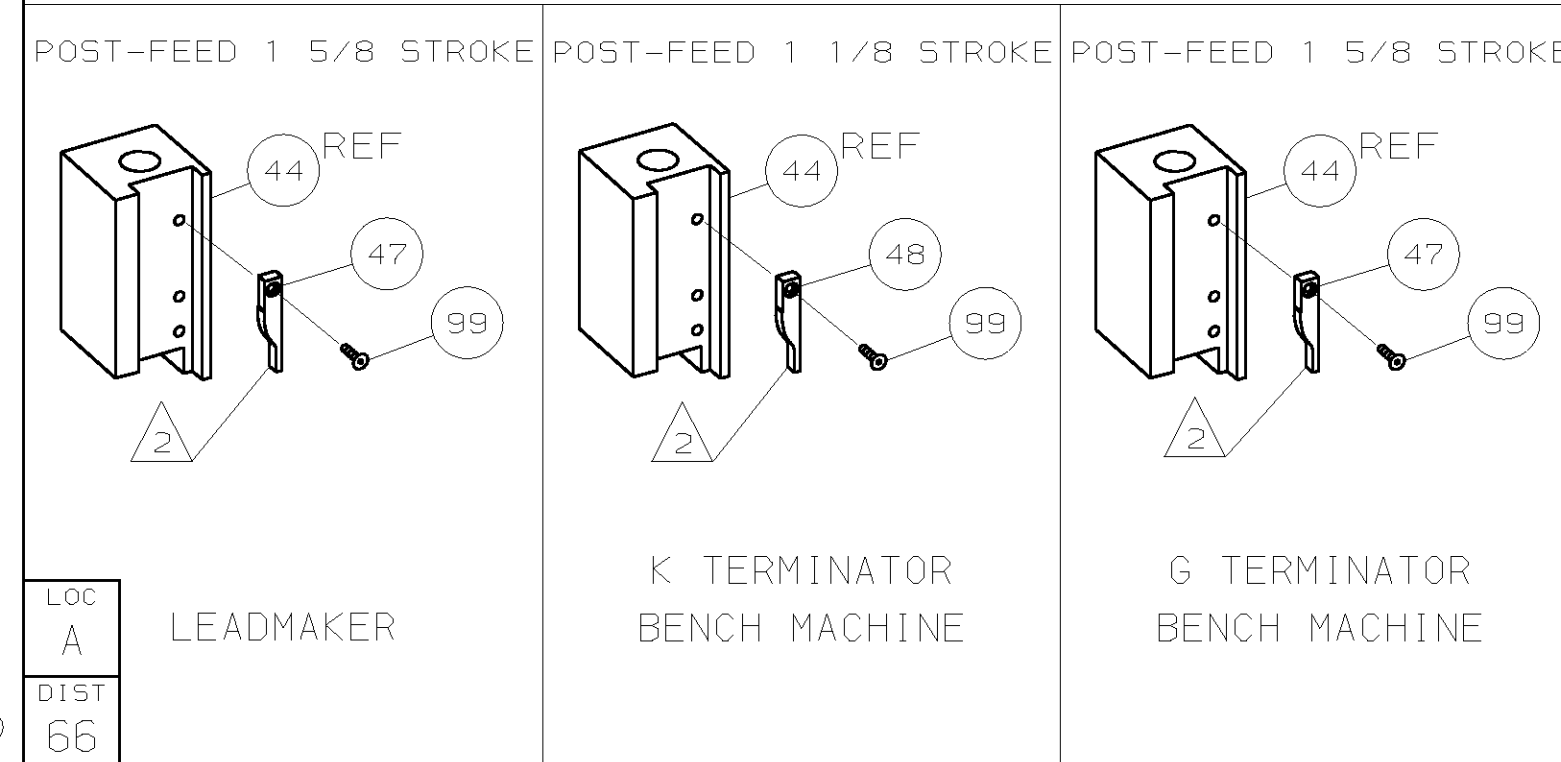 POST-FEED 1 5/8 STROKE
44 REF
47
99
2
LEADMAKER
POST-FEED 1 1/8 STROKE
44 REF
48
99
2
K TERMINATOR
BENCH MACHINE
POST-FEED 1 5/8 STROKE
44 REF
47
99
2
G TERMINATOR
BENCH MACHINE
LOC
A
DIST
66